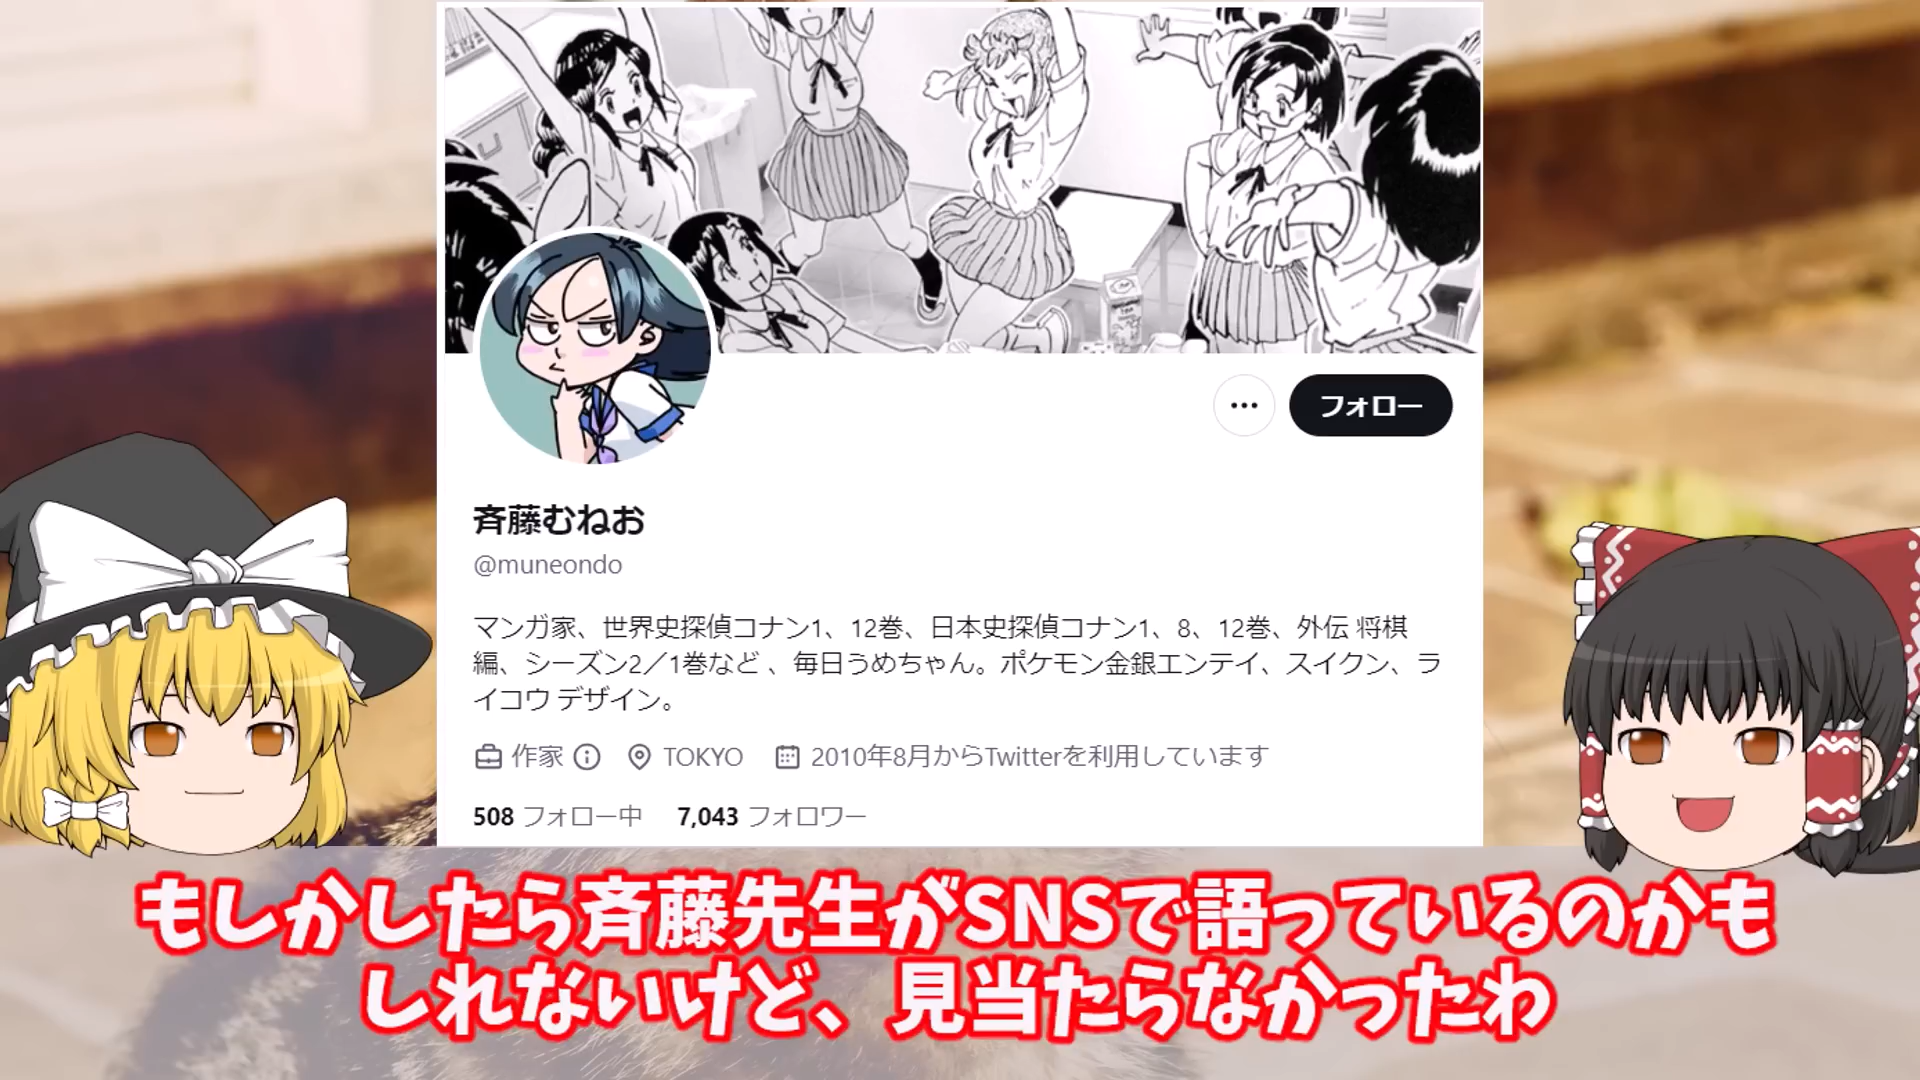 フォロー
斉藤むねお
@muneondo
マンガ家、世界史探偵コナン1、12巻、日本史探偵コナン1、8、12巻、外伝 将棋
編、シーズン2／1巻など 、毎日うめちゃん。ポケモン金銀エンテイ、スイクン、ラ
イコウ デザイン。
作家 TOKYO 2010年8月からTwitterを利用しています
508 フォロー中 7,043 フォロワー
もしかしたら斉藤先生がSNSで語っているのかも
しれないけど、見当たらなかったわ